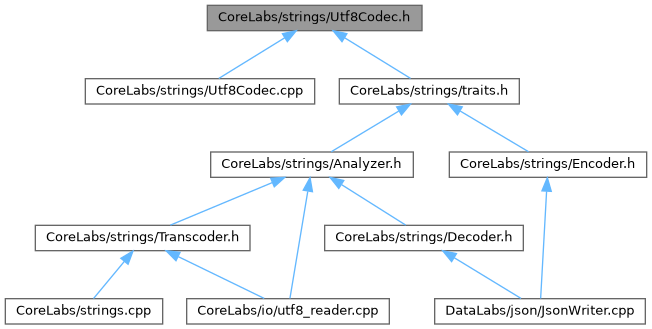 CoreLabs/strings/Utf8Codec.h
CoreLabs/strings/Utf8Codec.cpp
CoreLabs/strings/traits.h
CoreLabs/strings/Analyzer.h
CoreLabs/strings/Encoder.h
CoreLabs/strings/Transcoder.h
CoreLabs/strings/Decoder.h
CoreLabs/strings.cpp
CoreLabs/io/utf8_reader.cpp
DataLabs/json/JsonWriter.cpp